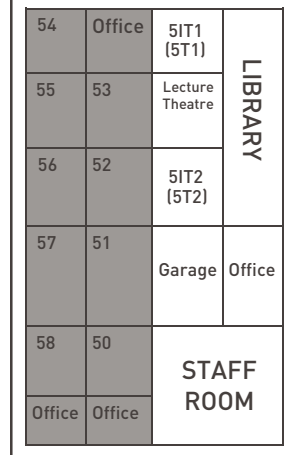 54
Office
5IT1
(5T1)
LIBRARY
55
53
Lecture
Theatre
56
52
5IT2
(5T2)
57
51
Garage
Office
58
50
STAFF
ROOM
Office
Office